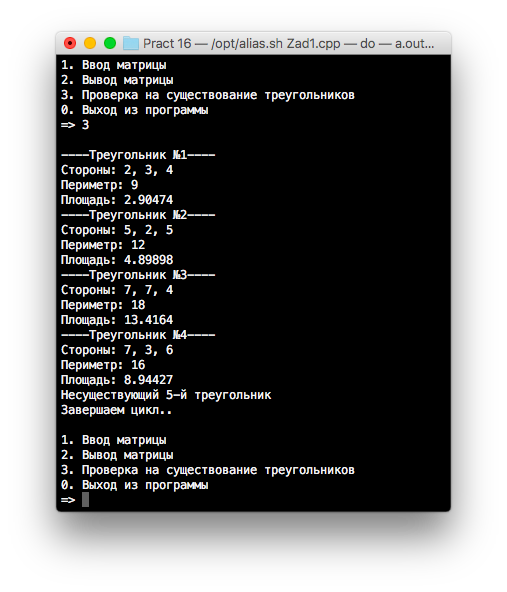 Pract 16 — /opt/alias.sh Zad1.cpp — do — a.out...
1. Ввод матрицы
2. Вывод матрицы
3. Проверка на существование треугольников
0. Выход из программы
=> 3
----Треугольник №1----
Стороны: 2, 3, 4
Периметр: 9
Площадь: 2.90474
----Треугольник №2----
Стороны: 5, 2, 5
Периметр: 12
Площадь: 4.89898
----Треугольник №3----
Стороны: 7, 7, 4
Периметр: 18
Площадь: 13.4164
----Треугольник №4----
Стороны: 7, 3, 6
Периметр: 16
Площадь: 8.94427
Несуществующий 5-й треугольник
Завершаем цикл..
1. Ввод матрицы
2. Вывод матрицы
3. Проверка на существование треугольников
0. Выход из программы
=>